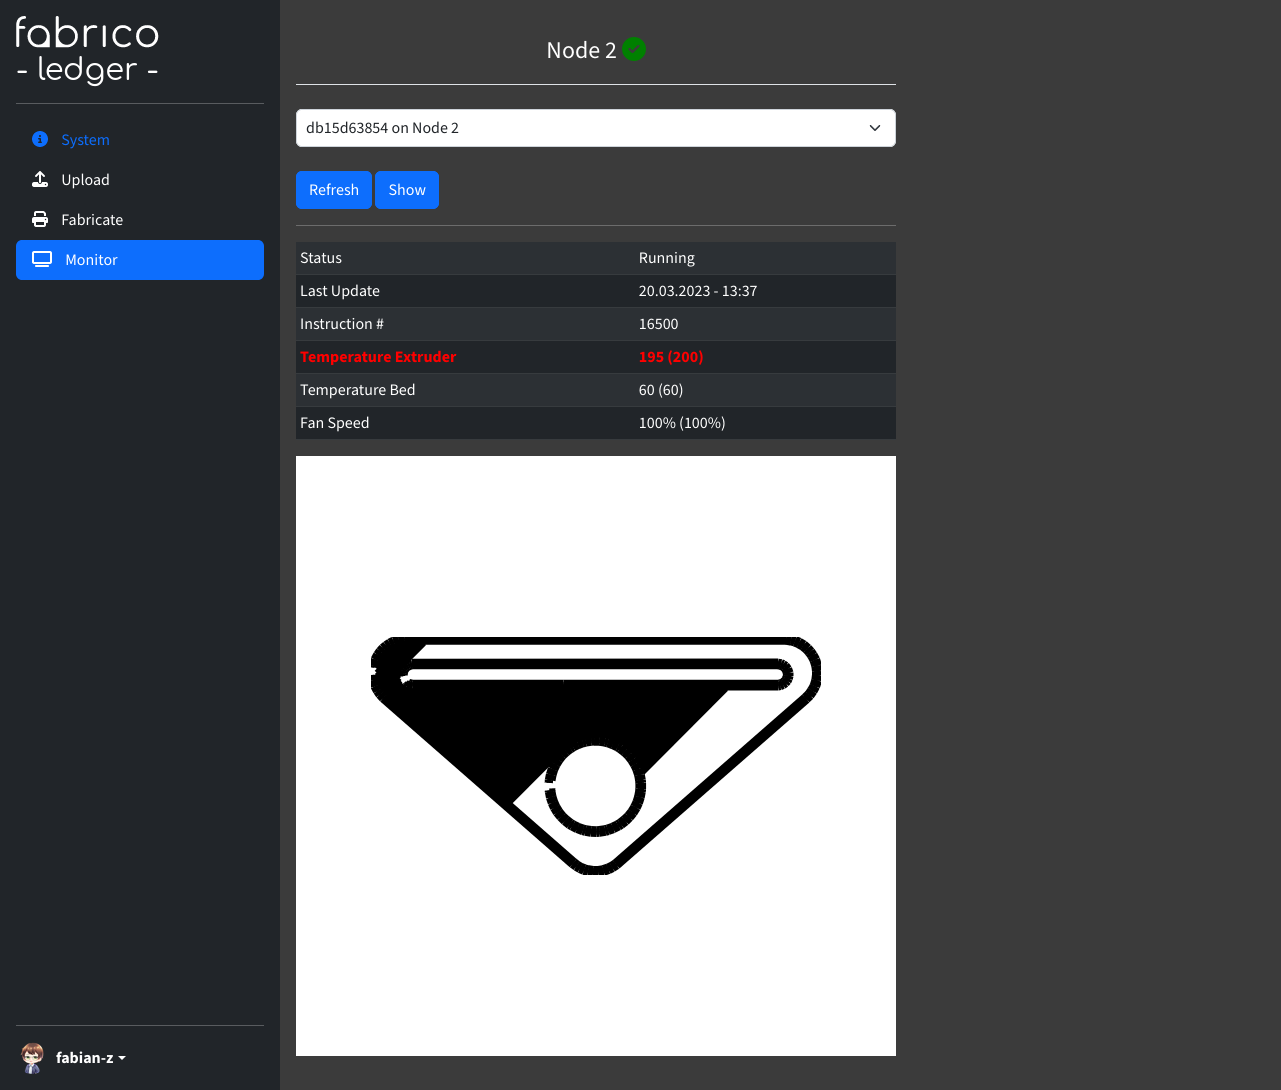 fabrico
- ledger -
System
Upload
Fabricate
Monitor
fabian-z
Node 2
db15d63854 on Node 2
Refresh Show
Status Running
Last Update 20.03.2023 - 13:37
Instruction # 16500
Temperature Extruder 195 (200)
Temperature Bed 60 (60)
Fan Speed 100% (100%)